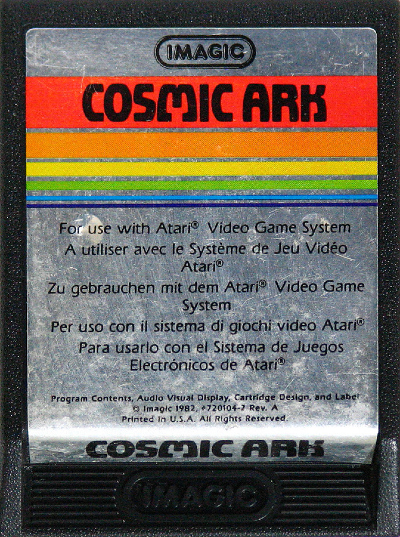 IMAGIC
COSMIC ARK
For use with Atari® Video Game System
A utiliser avec le Système de Jeu Vidéo
Atari®
Zu gebrauchen mit dem Atari® Video Game
System
Per uso con il sistema di giochi video Atari®
Para usarlo con el Sistema de Juegos
Electrónicos de Atari®
Program Contents, Audio Visual Display, Cartridge Design, and Label
© Imagic 1982, #720104-2 Rev. A
Printed in U.S.A. All Rights Reserved.
COSMIC ARK
IMAGIC